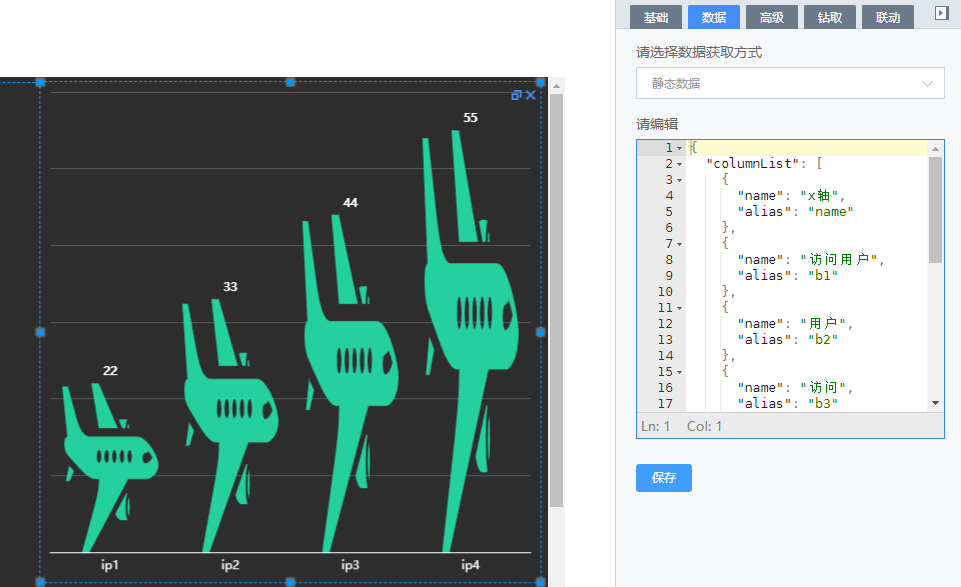 基础 数据 高级 钻取 联动
请选择数据获取方式
静态数据
请编辑
55
44
33
22
ip1 ip2 ip3 ip4
1 {
2 "columnList": [
3 {
4 "name": "x轴",
5 "alias": "name"
6 },
7 {
8 "name": "访问用户",
9 "alias": "b1"
10 },
11 {
12 "name": "用户",
13 "alias": "b2"
14 },
15 {
16 "name": "访问",
17 "alias": "b3"
Ln: 1 Col: 1
保存